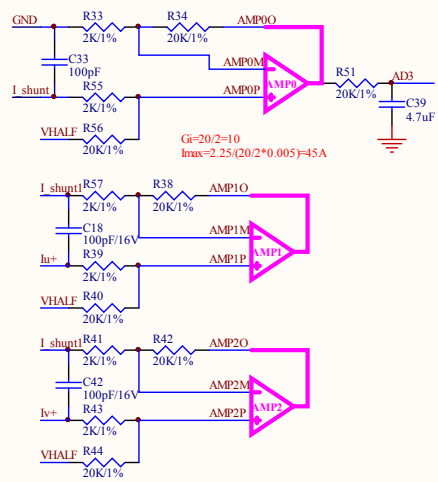 GND
R33
2K/1%
R34
20K/1%
AMP0O
C33
100pF
AMP0M
I_shunt
R55
2K/1%
AMP0P
AMP0
R51
20K/1%
AD3
C39
4.7uF
VHALF
R56
20K/1%
Gi=20/2=10
Imax=2.25/(20/2*0.005)=45A
I_shunt1
R57
2K/1%
R38
20K/1%
AMP1O
C18
100pF/16V
AMP1M
Iu+
R39
2K/1%
AMP1P
AMP1
VHALF
R40
20K/1%
I_shunt1
R41
2K/1%
R42
20K/1%
AMP2O
C42
100pF/16V
AMP2M
Iv+
R43
2K/1%
AMP2P
AMP2
VHALF
R44
20K/1%